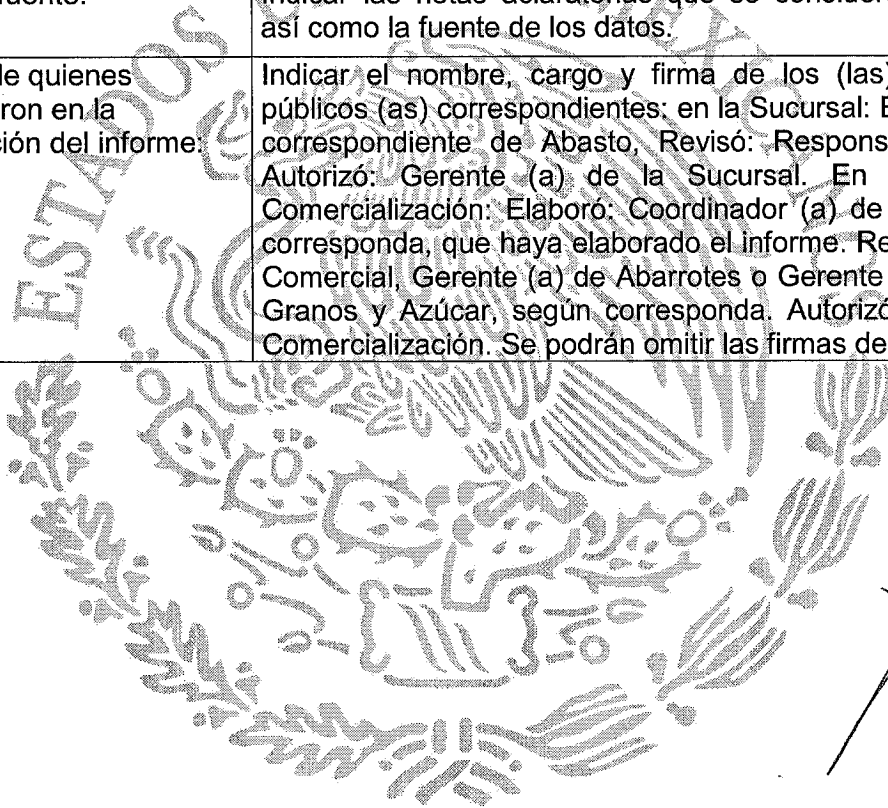 así como la fuente de los datos.
de quienes
ron en la
ción del informe:
Indicar el nombre, cargo y firma de los (las)
públicos (as) correspondientes: en la Sucursal:
correspondiente de Abasto, Revisó:
Autorizó: Gerente (a) de la Sucursal. En
Comercialización: Elaboró: Coordinador (a) de
corresponda, que haya elaborado el informe.
Comercial, Gerente (a) de Abarrotes o Gerente
Granos y Azúcar, según corresponda.
Comercialización. Se podrán omitir las firmas de
ESTADOS